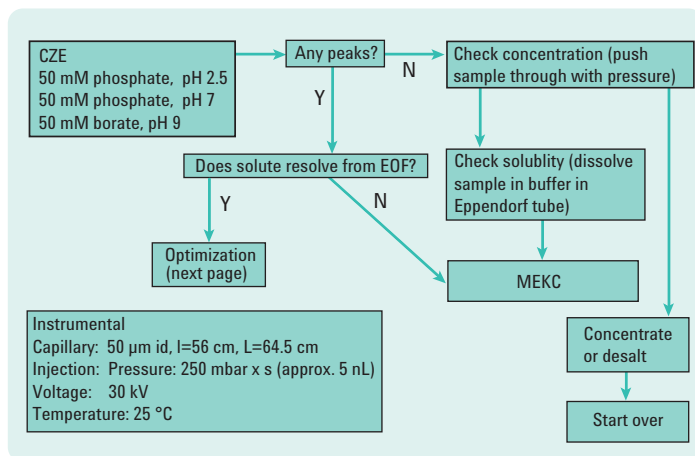 CZE
50 mM phosphate, pH 2.5
50 mM phosphate, pH 7
50 mM borate, pH 9
Any peaks?
N
Check concentration (push
sample through with pressure)
Y
Does solute resolve from EOF?
Check solublity (dissolve
sample in buffer in
Eppendorf tube)
Y
N
Optimization
(next page)
MEKC
Instrumental
Capillary: 50 µm id, l=56 cm, L=64.5 cm
Injection: Pressure: 250 mbar x s (approx. 5 nL)
Voltage: 30 kV
Temperature: 25 °C
Concentrate
or desalt
Start over